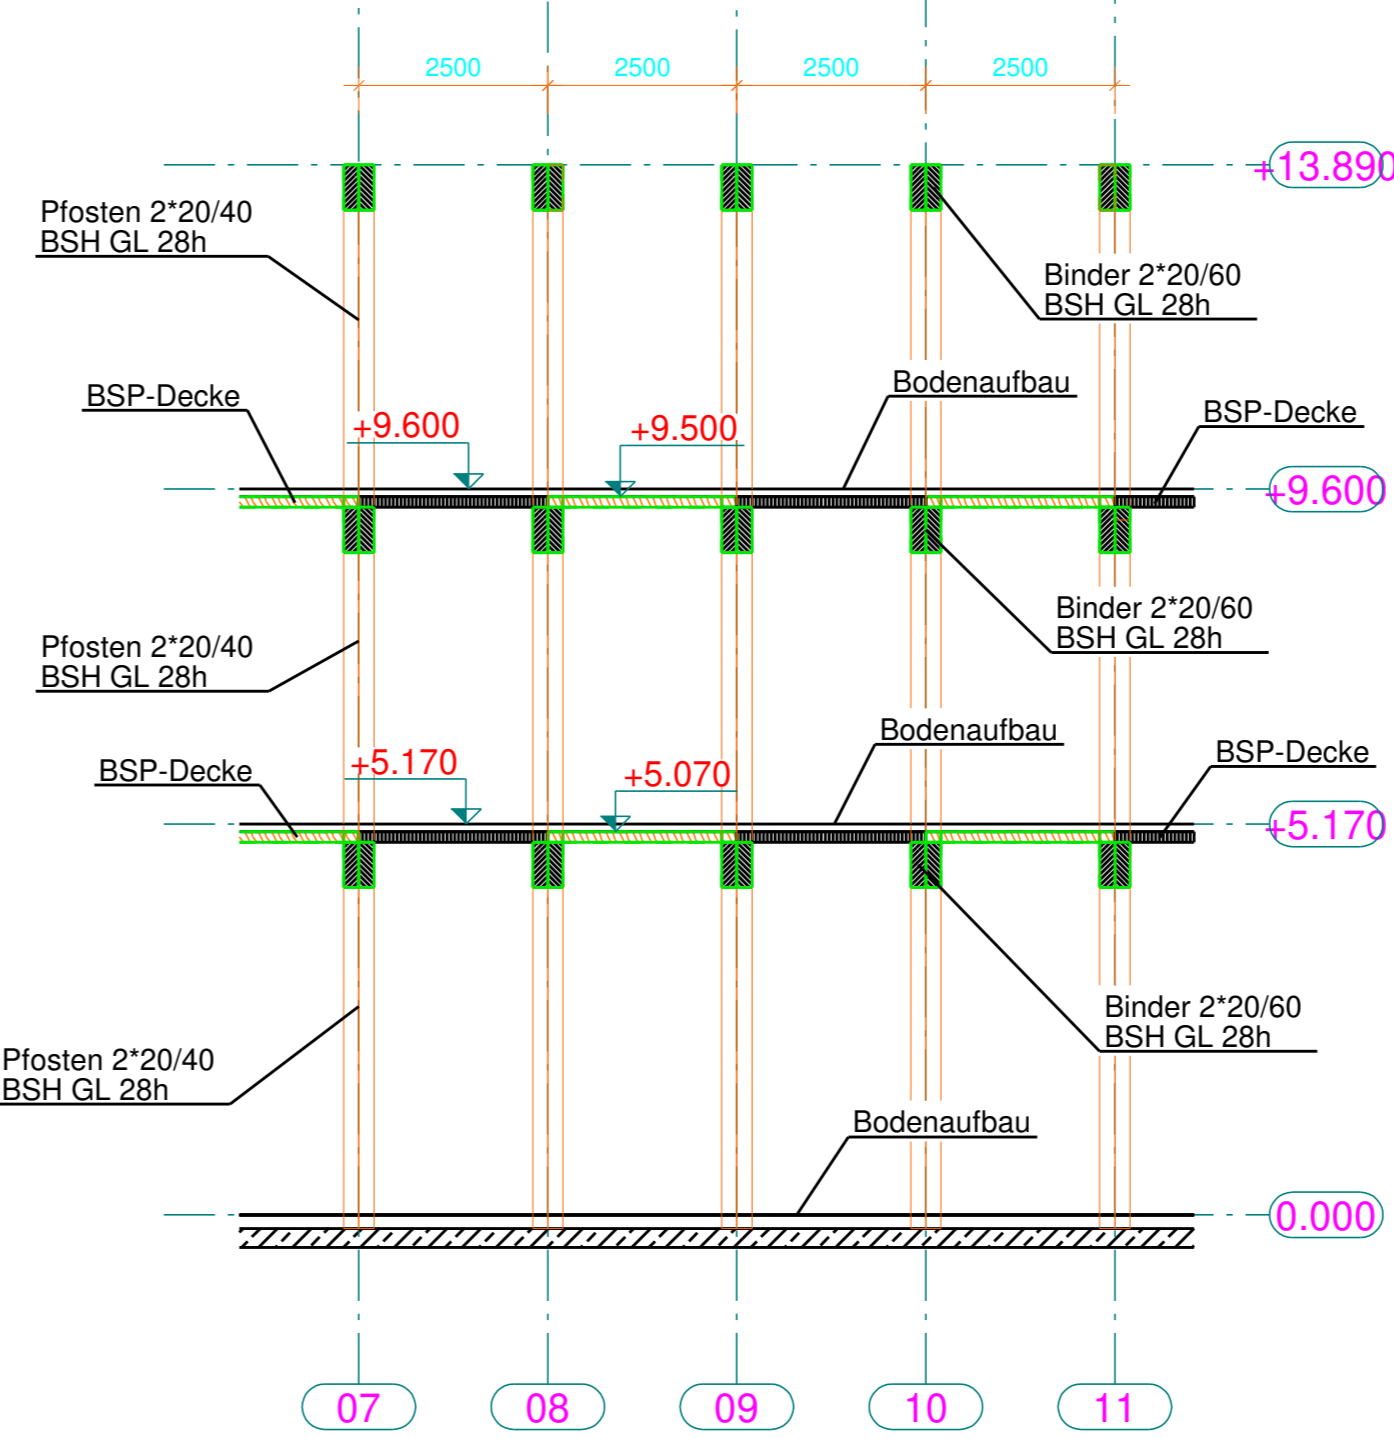 2500 2500 2500 2500
+13.890
Pfosten 2*20/40
BSH GL 28h
Binder 2*20/60
BSH GL 28h
BSP-Decke
Bodenaufbau
BSP-Decke
+9.600
+9.500
+9.600
Binder 2*20/60
BSH GL 28h
Pfosten 2*20/40
BSH GL 28h
Bodenaufbau
BSP-Decke
BSP-Decke
+5.170
+5.070
+5.170
Binder 2*20/60
BSH GL 28h
Pfosten 2*20/40
BSH GL 28h
Bodenaufbau
0.000
07 08 09 10 11